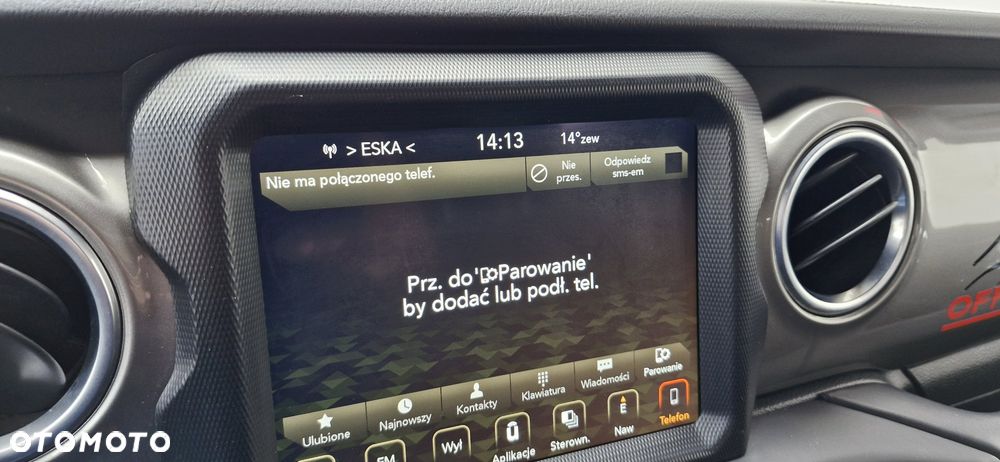 > ESKA < 14:13 14°zew
Nie ma połączonego telef.
Nie
przes.
Odpowiedz
sms-em
Prz. do 'Parowanie'
by dodać lub podł. tel.
Ulubione Najnowszy Kontakty Klawiatura Wiadomości Parowanie
FM Wył Aplikacje Sterown. E Naw Telefon
OTOMOTO